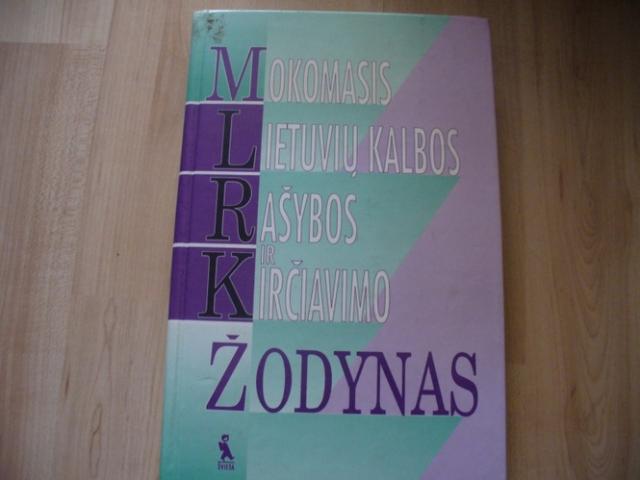 MOKOMASIS
LIETUVIŲ KALBOS
RAŠYBOS
IR
KIRČIAVIMO
ŽODYNAS
ŠVIESA